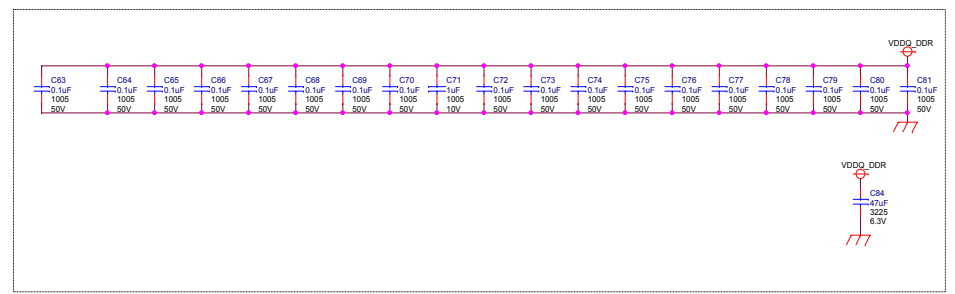 VDDQ_DDR
C63 C64 C65 C66 C67 C68 C69 C70 C71 C72 C73 C74 C75 C76 C77 C78 C79 C80 C81
0.1uF 0.1uF 0.1uF 0.1uF 0.1uF 0.1uF 0.1uF 0.1uF 1uF 0.1uF 0.1uF 0.1uF 0.1uF 0.1uF 0.1uF 0.1uF 0.1uF 0.1uF 0.1uF
1005 1005 1005 1005 1005 1005 1005 1005 1005 1005 1005 1005 1005 1005 1005 1005 1005 1005 1005
50V 50V 50V 50V 50V 50V 50V 50V 10V 50V 50V 50V 50V 50V 50V 50V 50V 50V 50V
VDDQ_DDR
C84
47uF
3225
6.3V